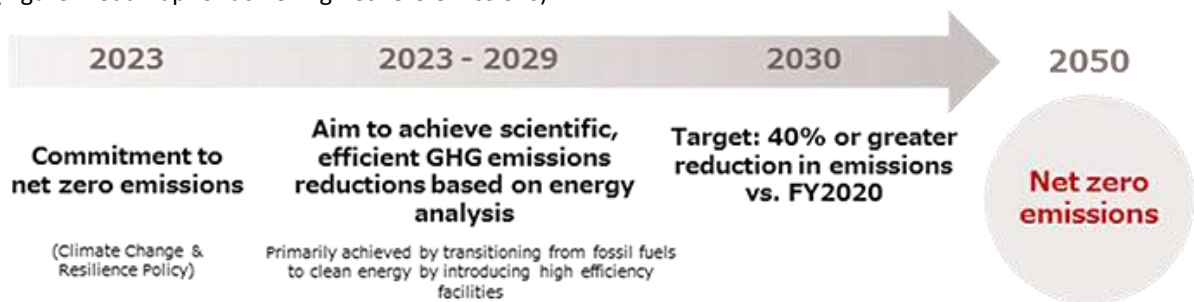 2023
2023 - 2029
2030
2050
Commitment to
net zero emissions
(Climate Change &
Resilience Policy)
Aim to achieve scientific,
efficient GHG emissions
reductions based on energy
analysis
Primarily achieved by transitioning from fossil fuels
to clean energy by introducing high efficiency
facilities
Target: 40% or greater
reduction in emissions
vs. FY2020
Net zero
emissions